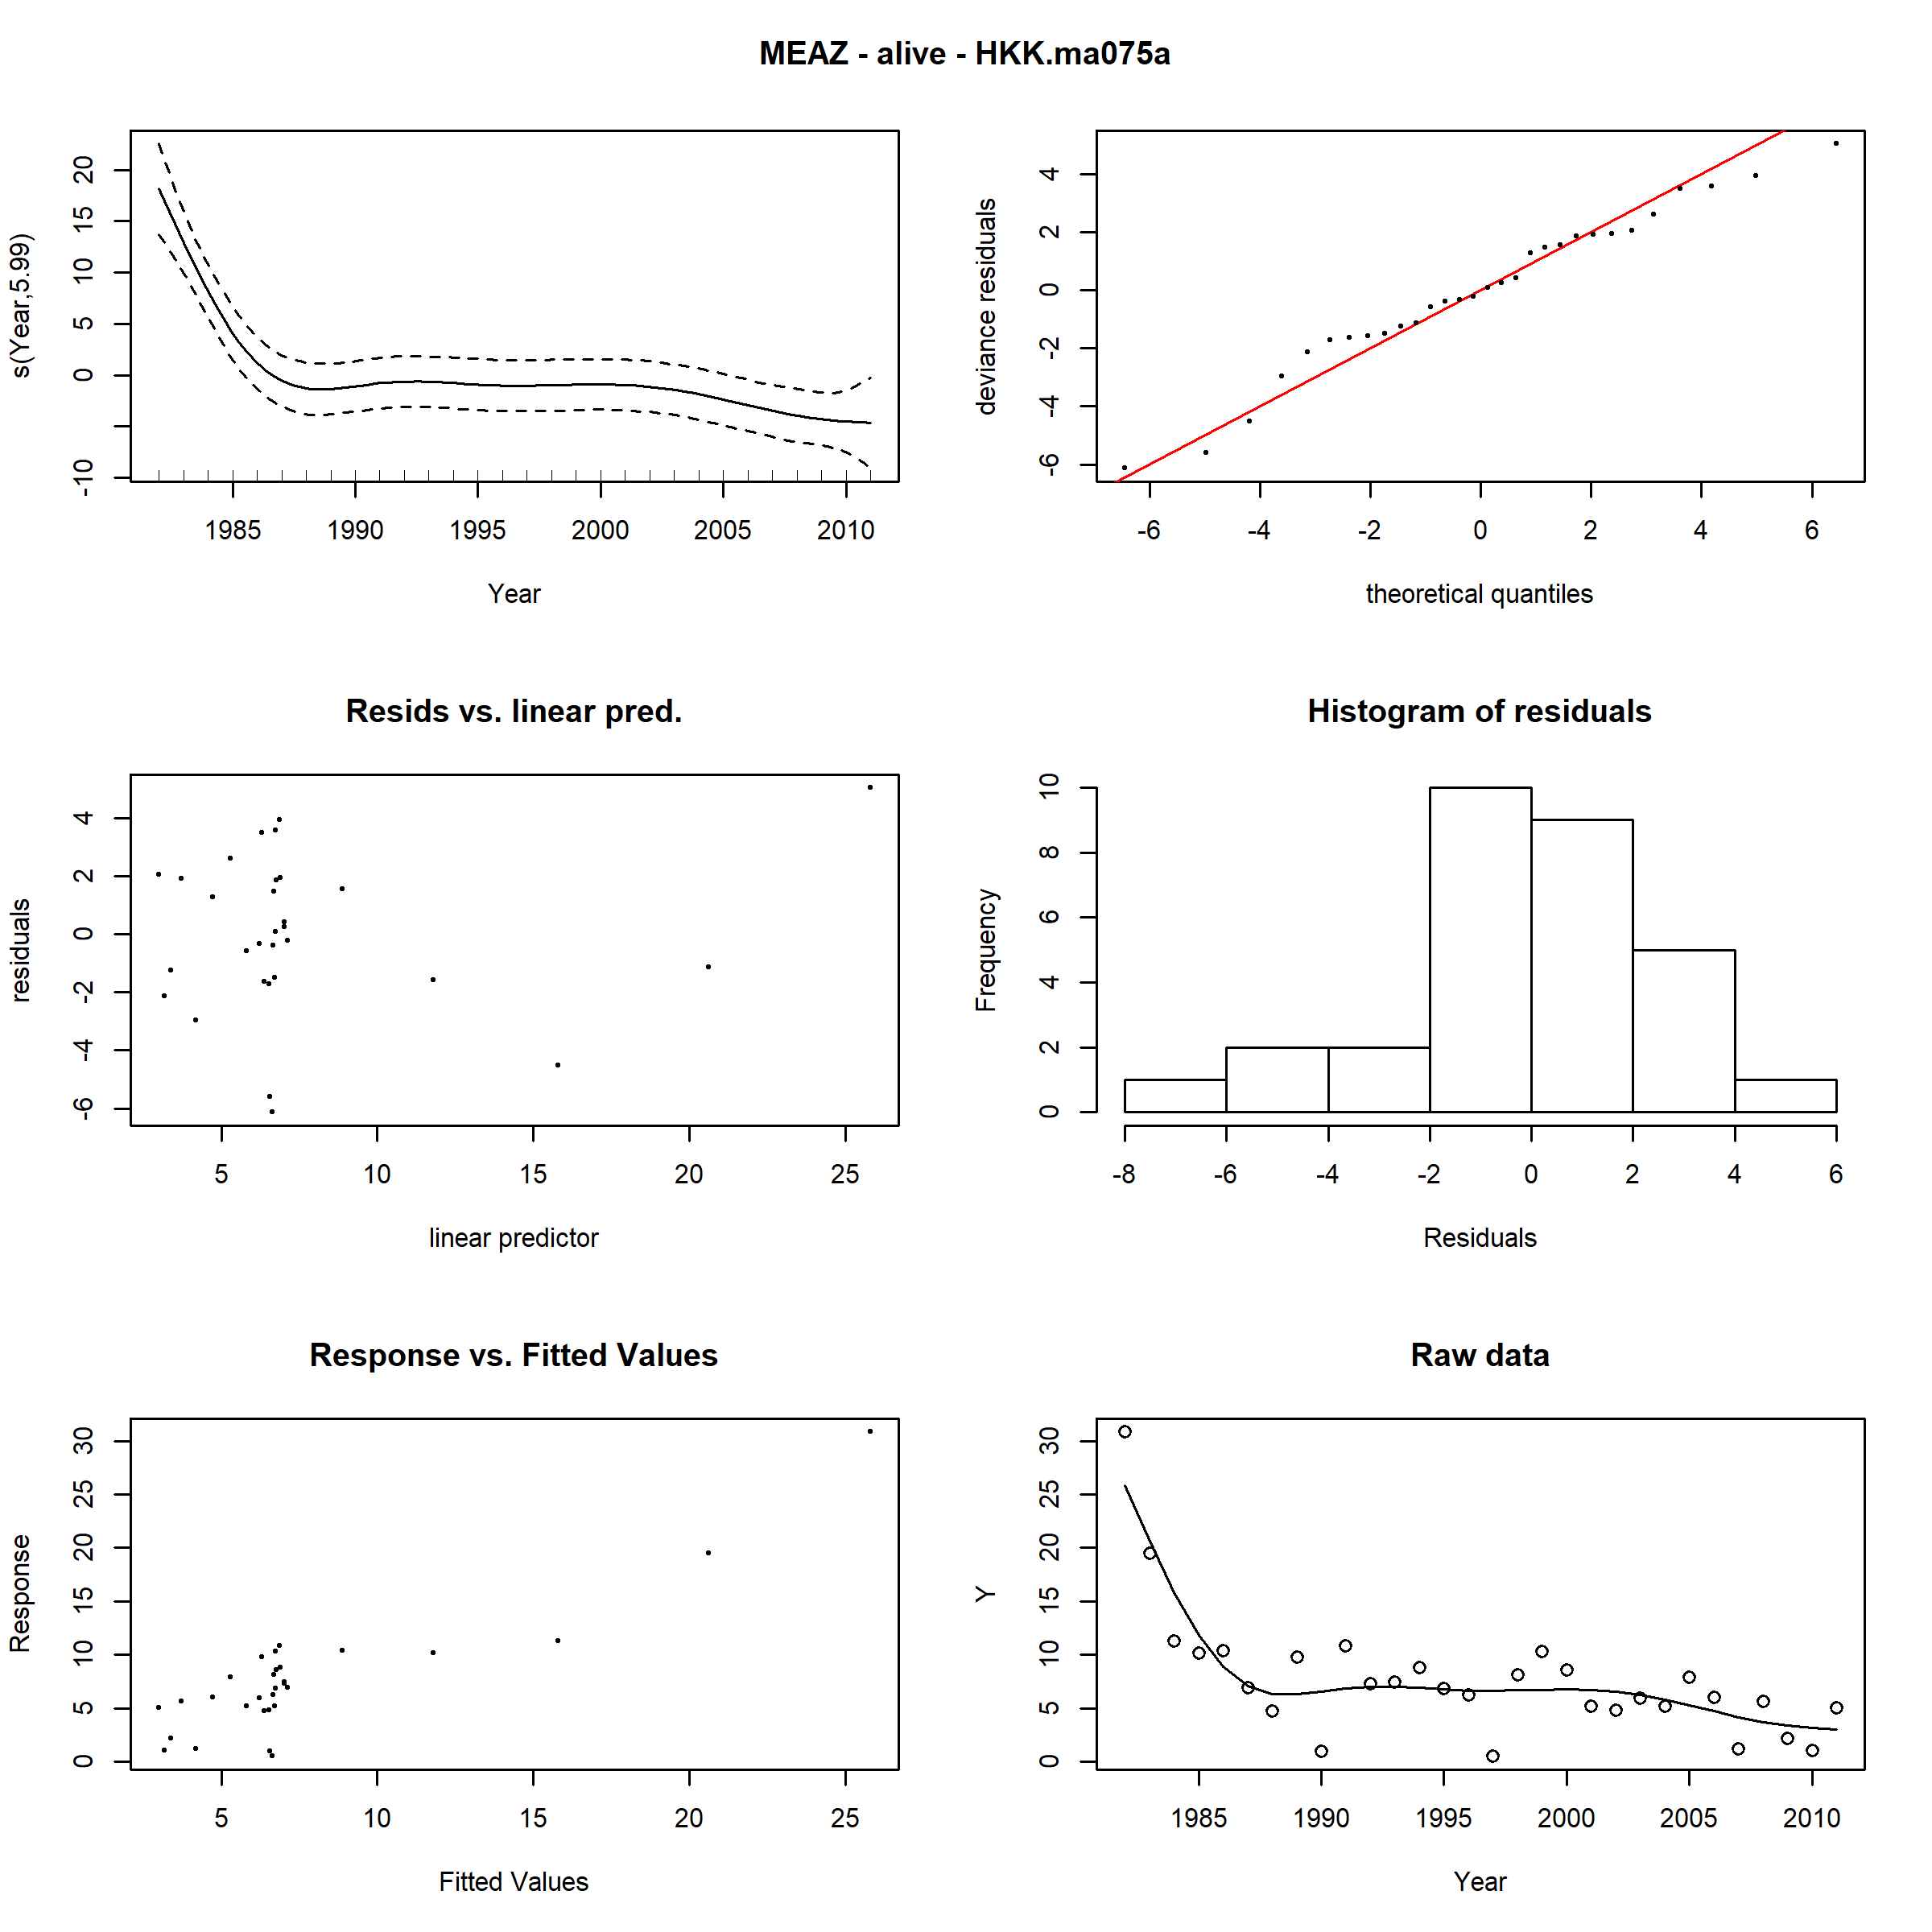 MEAZ - alive - HKK.ma075a
s(Year,5.99)
-10 0 5 10 15 20
1985 1990 1995 2000 2005 2010
Year
deviance residuals
-6 -4 -2 0 2 4
-6 -4 -2 0 2 4 6
theoretical quantiles
Resids vs. linear pred.
residuals
-6 -4 -2 0 2 4
5 10 15 20 25
linear predictor
Histogram of residuals
Frequency
0 2 4 6 8 10
-8 -6 -4 -2 0 2 4 6
Residuals
Response vs. Fitted Values
Response
0 5 10 15 20 25 30
5 10 15 20 25
Fitted Values
Raw data
Y
0 5 10 15 20 25 30
1985 1990 1995 2000 2005 2010
Year